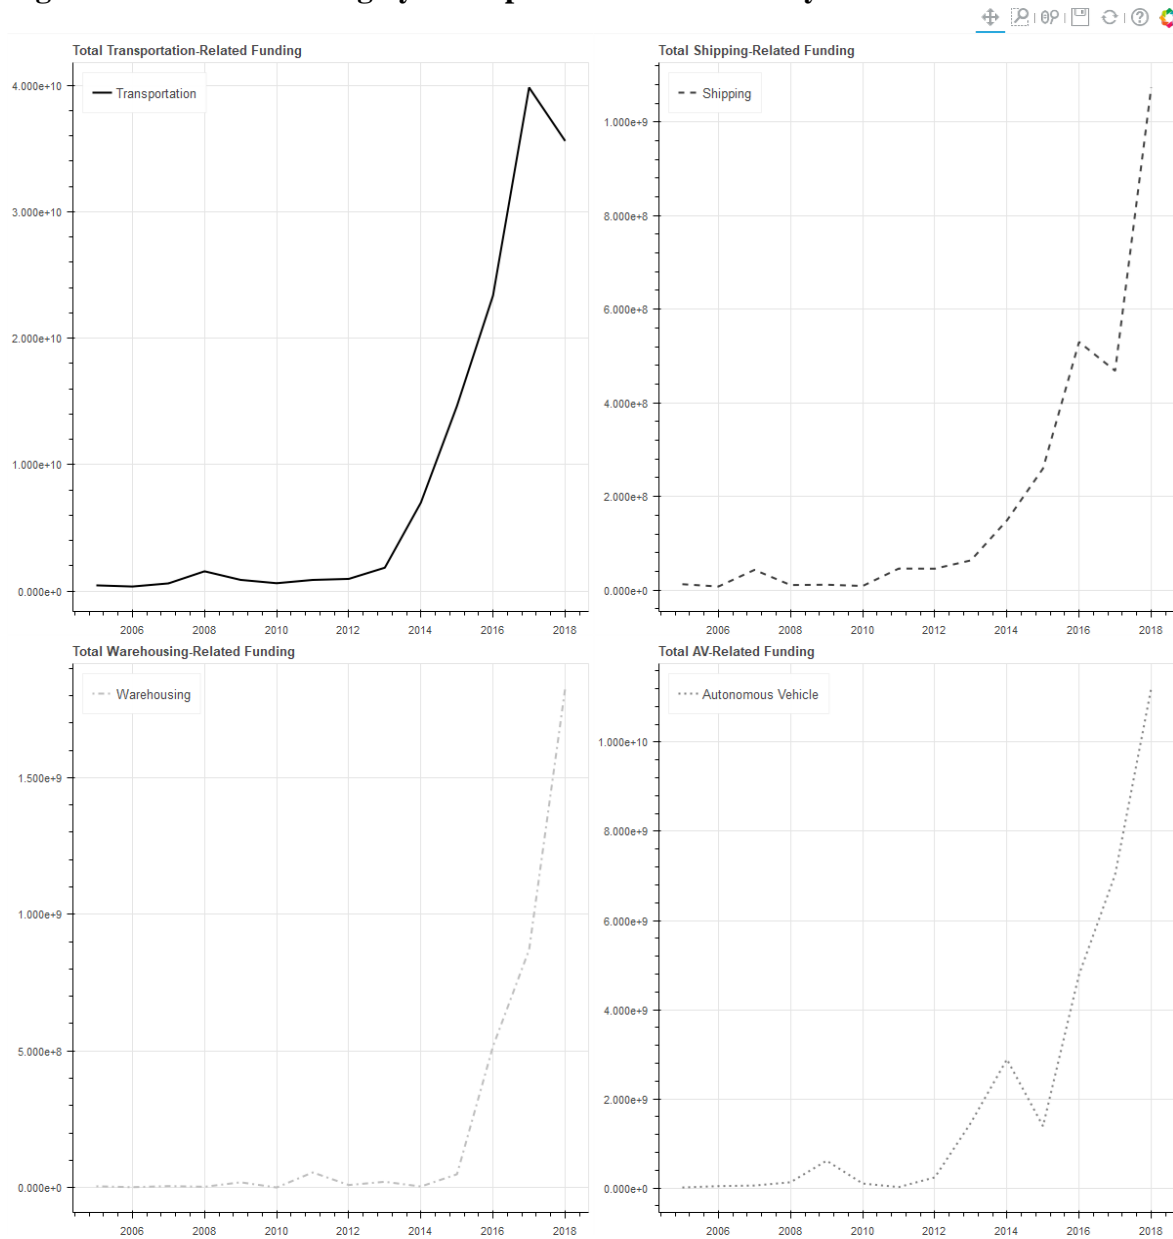 Total Transportation-Related Funding
Transportation
4.000e+10
3.000e+10
2.000e+10
1.000e+10
0.000e+0
2006 2008 2010 2012 2014 2016 2018
Total Shipping-Related Funding
Shipping
1.000e+9
8.000e+8
6.000e+8
4.000e+8
2.000e+8
0.000e+0
2006 2008 2010 2012 2014 2016 2018
Total Warehousing-Related Funding
Warehousing
1.500e+9
1.000e+9
5.000e+8
0.000e+0
2006 2008 2010 2012 2014 2016 2018
Total AV-Related Funding
Autonomous Vehicle
1.000e+10
8.000e+9
6.000e+9
4.000e+9
2.000e+9
0.000e+0
2006 2008 2010 2012 2014 2016 2018